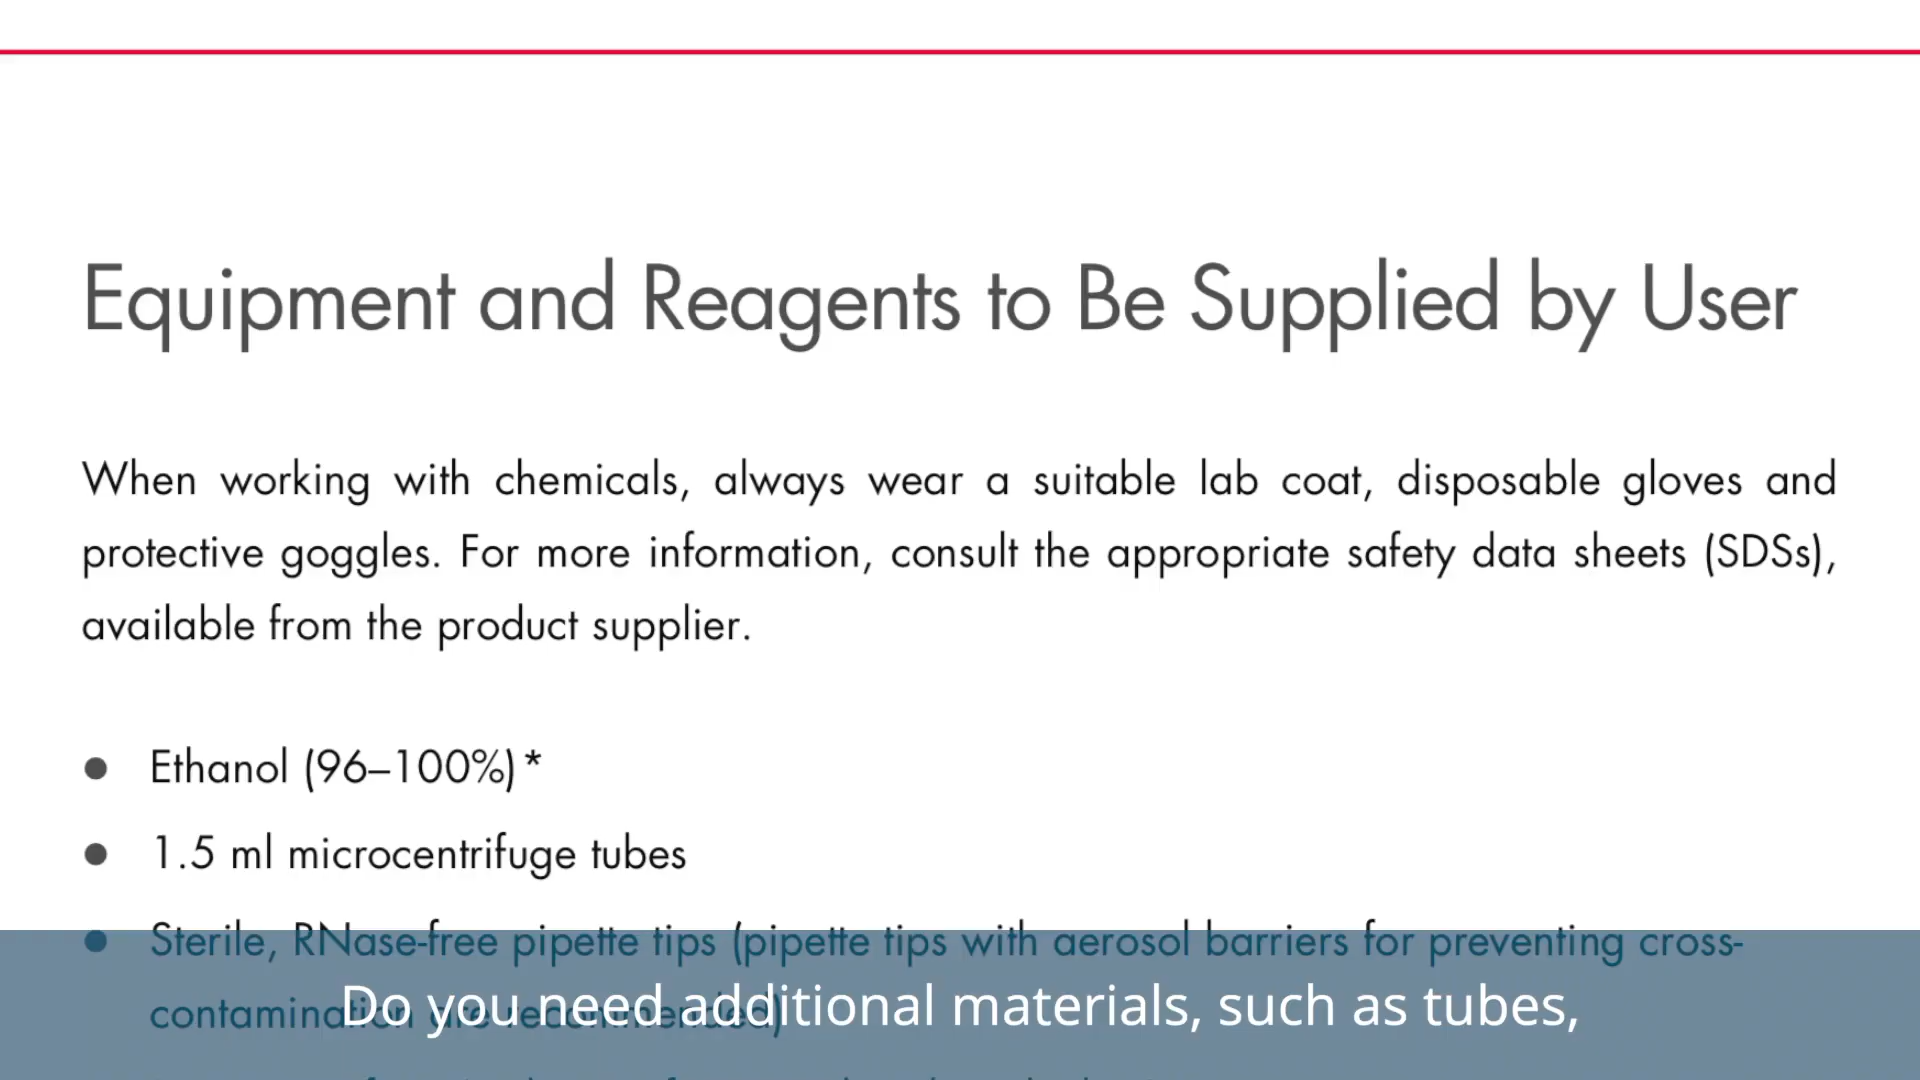 Equipment and Reagents to Be Supplied by User
When working with chemicals, always wear a suitable lab coat, disposable gloves and
protective goggles. For more information, consult the appropriate safety data sheets (SDSs),
available from the product supplier.
● Ethanol (96–100%)*
● 1.5 ml microcentrifuge tubes
● Sterile, RNase-free pipette tips (pipette tips with aerosol barriers for preventing cross-
contamination are recommended)
Do you need additional materials, such as tubes,